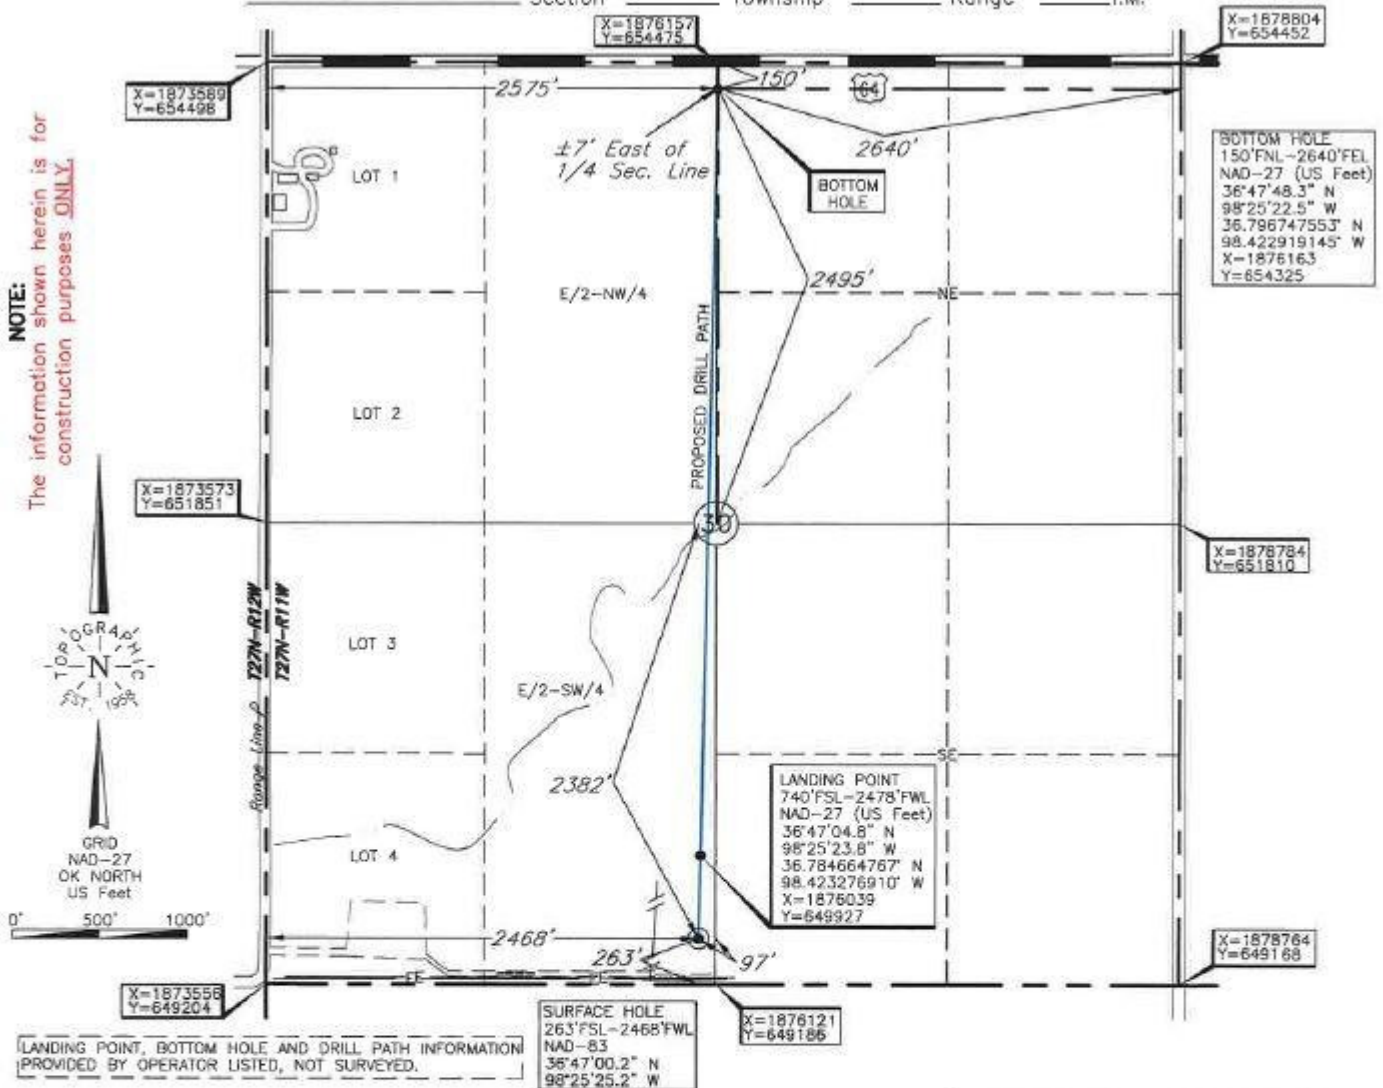 Section Township Range I.M.
X=1876157
Y=654475
X=1878804
Y=654452
X=1873589
Y=654498
2575'
150'
64
2640'
±7' East of
1/4 Sec. Line
BOTTOM
HOLE
BOTTOM HOLE
150'FNL-2640'FEL
NAD-27 (US Feet)
36°47'48.3" N
98°25'22.5" W
36.796747553° N
98.422919145° W
X=1876163
Y=654325
NOTE:
The information shown herein is for
construction purposes ONLY.
LOT 1
2495'
E/2-NW/4
NE
PROPOSED DRILL PATH
LOT 2
X=1873573
Y=651851
30
X=1878784
Y=651810
T27N-R12W
T27N-R11W
TOPOGRAPHIC
N
EST. 1958
LOT 3
E/2-SW/4
Range Line
SE
2382'
LANDING POINT
740'FSL-2478'FWL
NAD-27 (US Feet)
36°47'04.8" N
98°25'23.8" W
36.784664767° N
98.423276910° W
X=1876039
Y=649927
GRID
NAD-27
OK NORTH
US Feet
LOT 4
0' 500' 1000'
2468'
263'
97'
X=1878764
Y=649168
X=1873556
Y=649204
SURFACE HOLE
263'FSL-2468'FWL
NAD-83
36°47'00.2" N
98°25'25.2" W
X=1876121
Y=649186
LANDING POINT, BOTTOM HOLE AND DRILL PATH INFORMATION
PROVIDED BY OPERATOR LISTED, NOT SURVEYED.